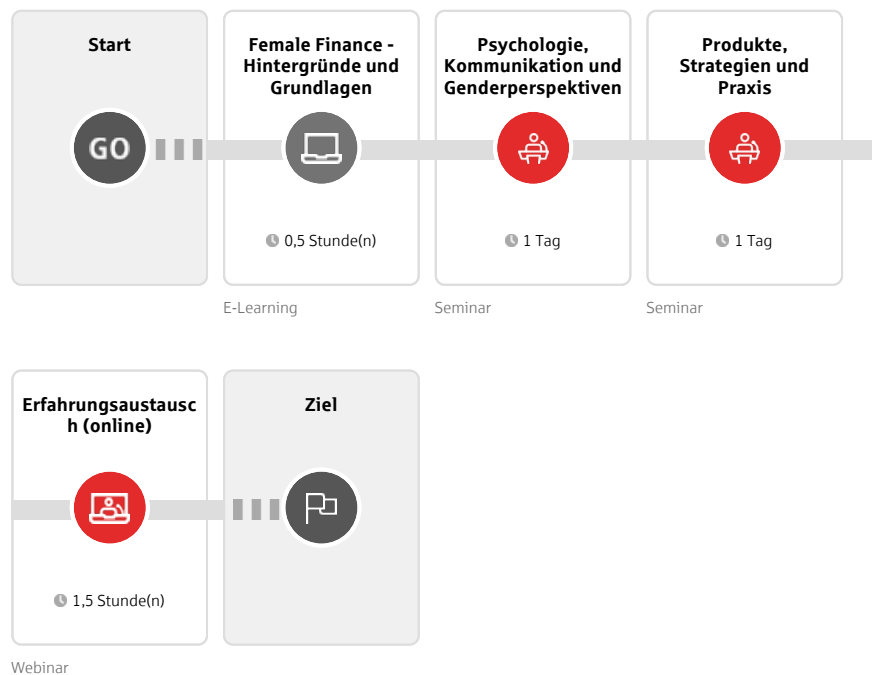 Start
GO
Female Finance -
Hintergründe und
Grundlagen
0,5 Stunde(n)
E-Learning
Psychologie,
Kommunikation und
Genderperspektiven
1 Tag
Seminar
Produkte,
Strategien und
Praxis
1 Tag
Seminar
Erfahrungsaustausc
h (online)
1,5 Stunde(n)
Webinar
Ziel